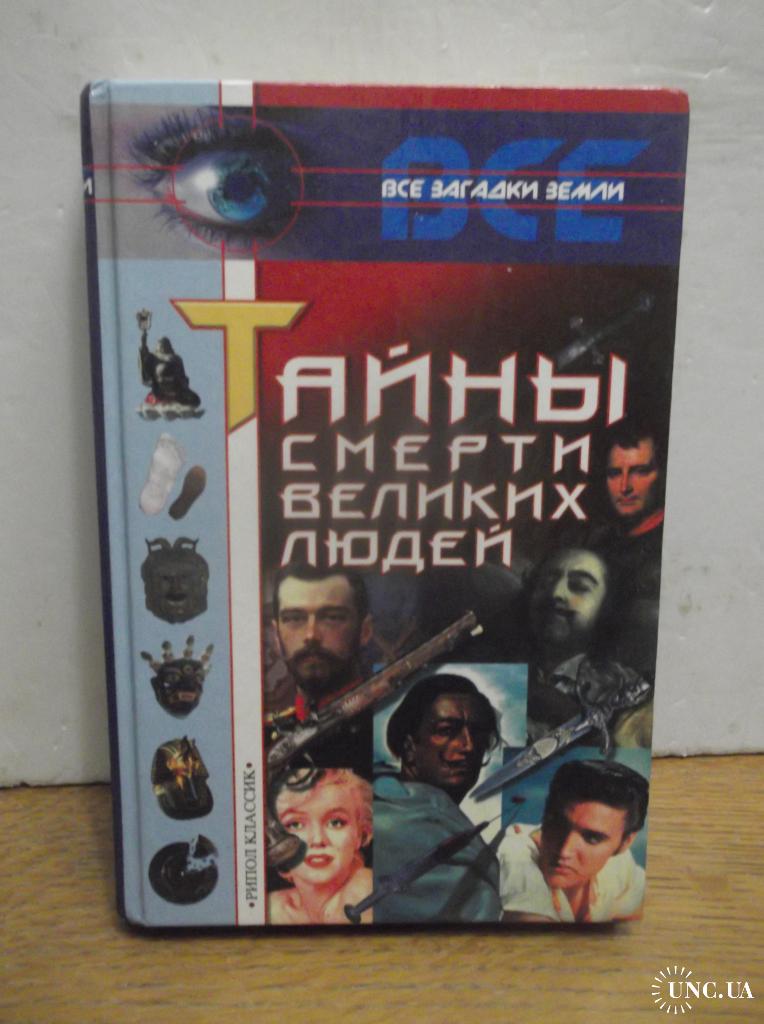 ВСЕ
ВСЕ ЗАГАДКИ ЗЕМЛИ
И
ТАЙНЫ
СМЕРТИ
ВЕЛИКИХ
ЛЮДЕЙ
•РИПОЛ КЛАССИК•
UNC.UA